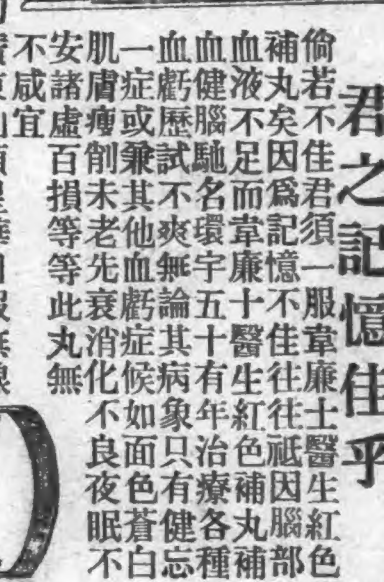 君之記憶佳乎
倘若不佳君須一服韋廉士醫生紅色
補丸矣因爲記憶不佳往往祇因腦部
血液不足而韋廉士醫生紅色補丸補
血健腦馳名環宇五十有年治療各種
血虧歷試不爽無論其病象只有健忘
一症或兼其他血虧症候如面色蒼白
肌膚瘦削未老先衰消化不良夜眠不
安諸虛百損等等此丸無
不咸宜